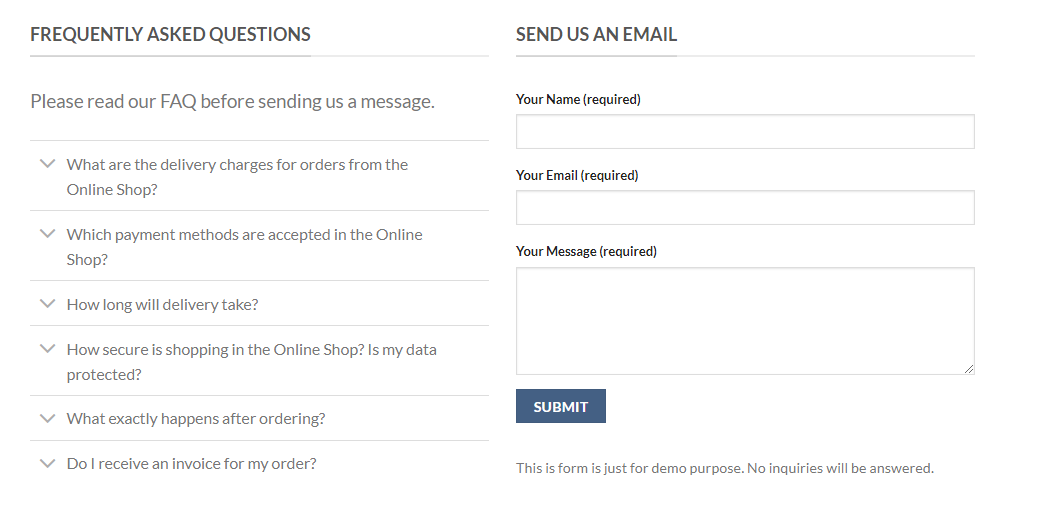 FREQUENTLY ASKED QUESTIONS
Please read our FAQ before sending us a message.
What are the delivery charges for orders from the
Online Shop?
Which payment methods are accepted in the Online
Shop?
How long will delivery take?
How secure is shopping in the Online Shop? Is my data
protected?
What exactly happens after ordering?
Do I receive an invoice for my order?
SEND US AN EMAIL
Your Name (required)
Your Email (required)
Your Message (required)
SUBMIT
This is form is just for demo purpose. No inquiries will be answered.